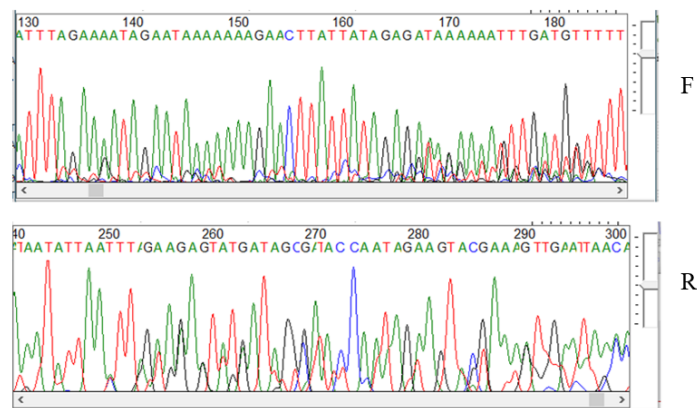 130 140 150 160 170 180
ATTTAGAAAATAGAATAAAAAAAGAACTTATTATAGAGATAAAAAATTTGATGTTTTT
F
40 250 260 270 280 290 300
TAATATTAATTTAGAAGAGTATGATAGCGATACCAATAGAAGTACGAAAGTTGAATTAACA
R